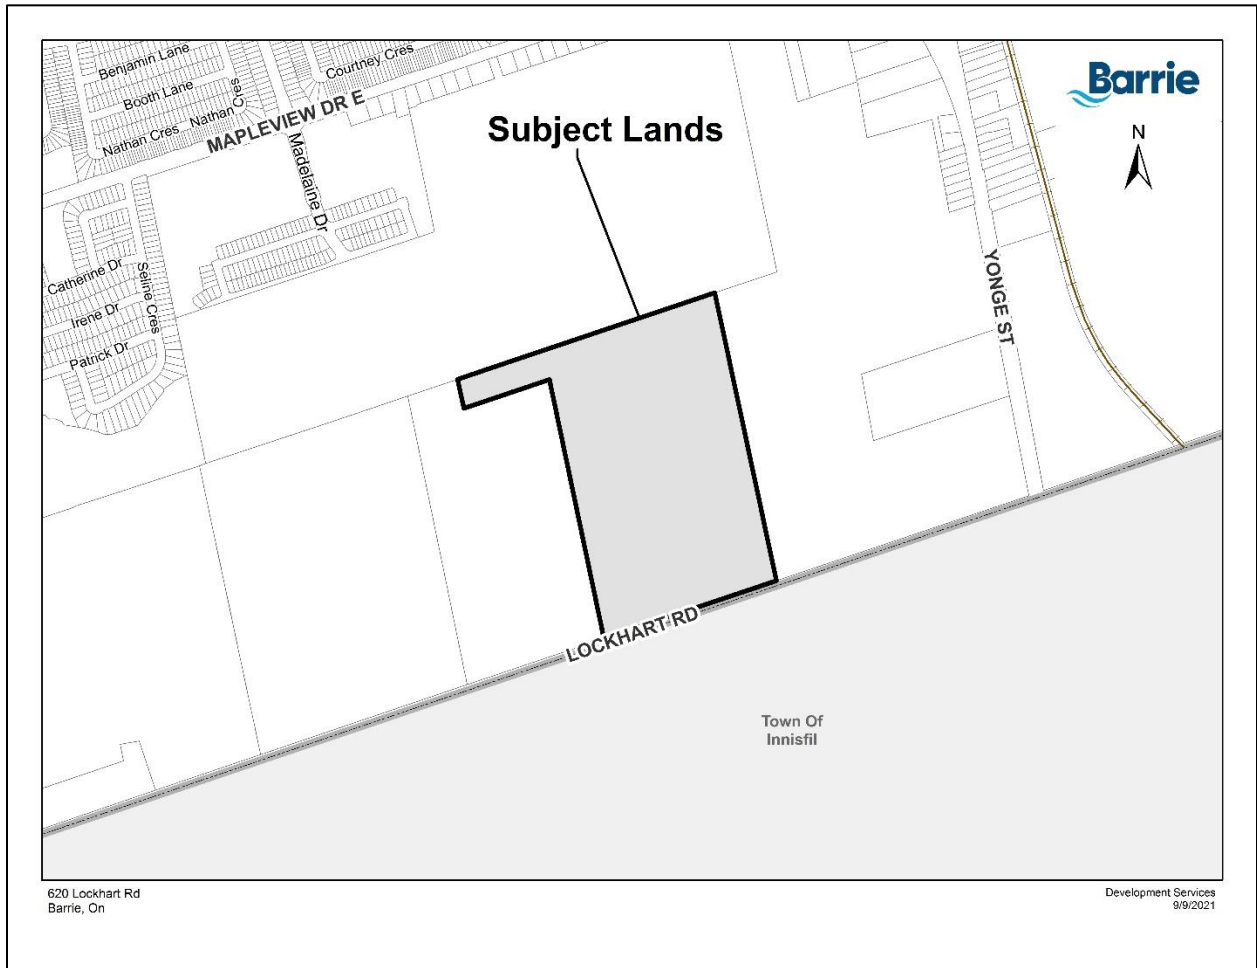 Benjamin Lane
Courtney Cres
Booth Lane
Nathan Cres
Nathan Cres
MAPLEVIEW DR E
Barrie
Subject Lands
N
Madelaine Dr
Catherine Dr
Seline Cres
Irene Dr
Patrick Dr
YONGE ST
LOCKHART RD
Town Of
Innisfil
620 Lockhart Rd
Barrie, On
Development Services
9/9/2021